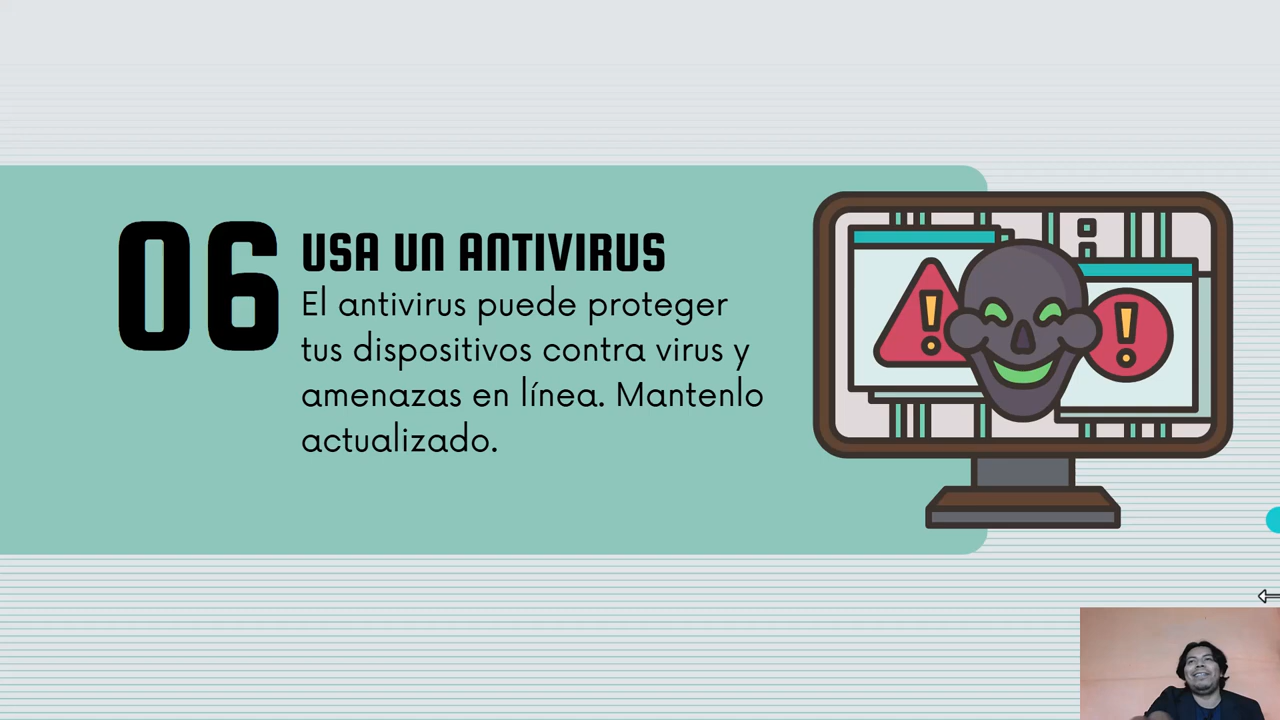 06
USA UN ANTIVIRUS
El antivirus puede proteger
tus dispositivos contra virus y
amenazas en línea. Mantenlo
actualizado.